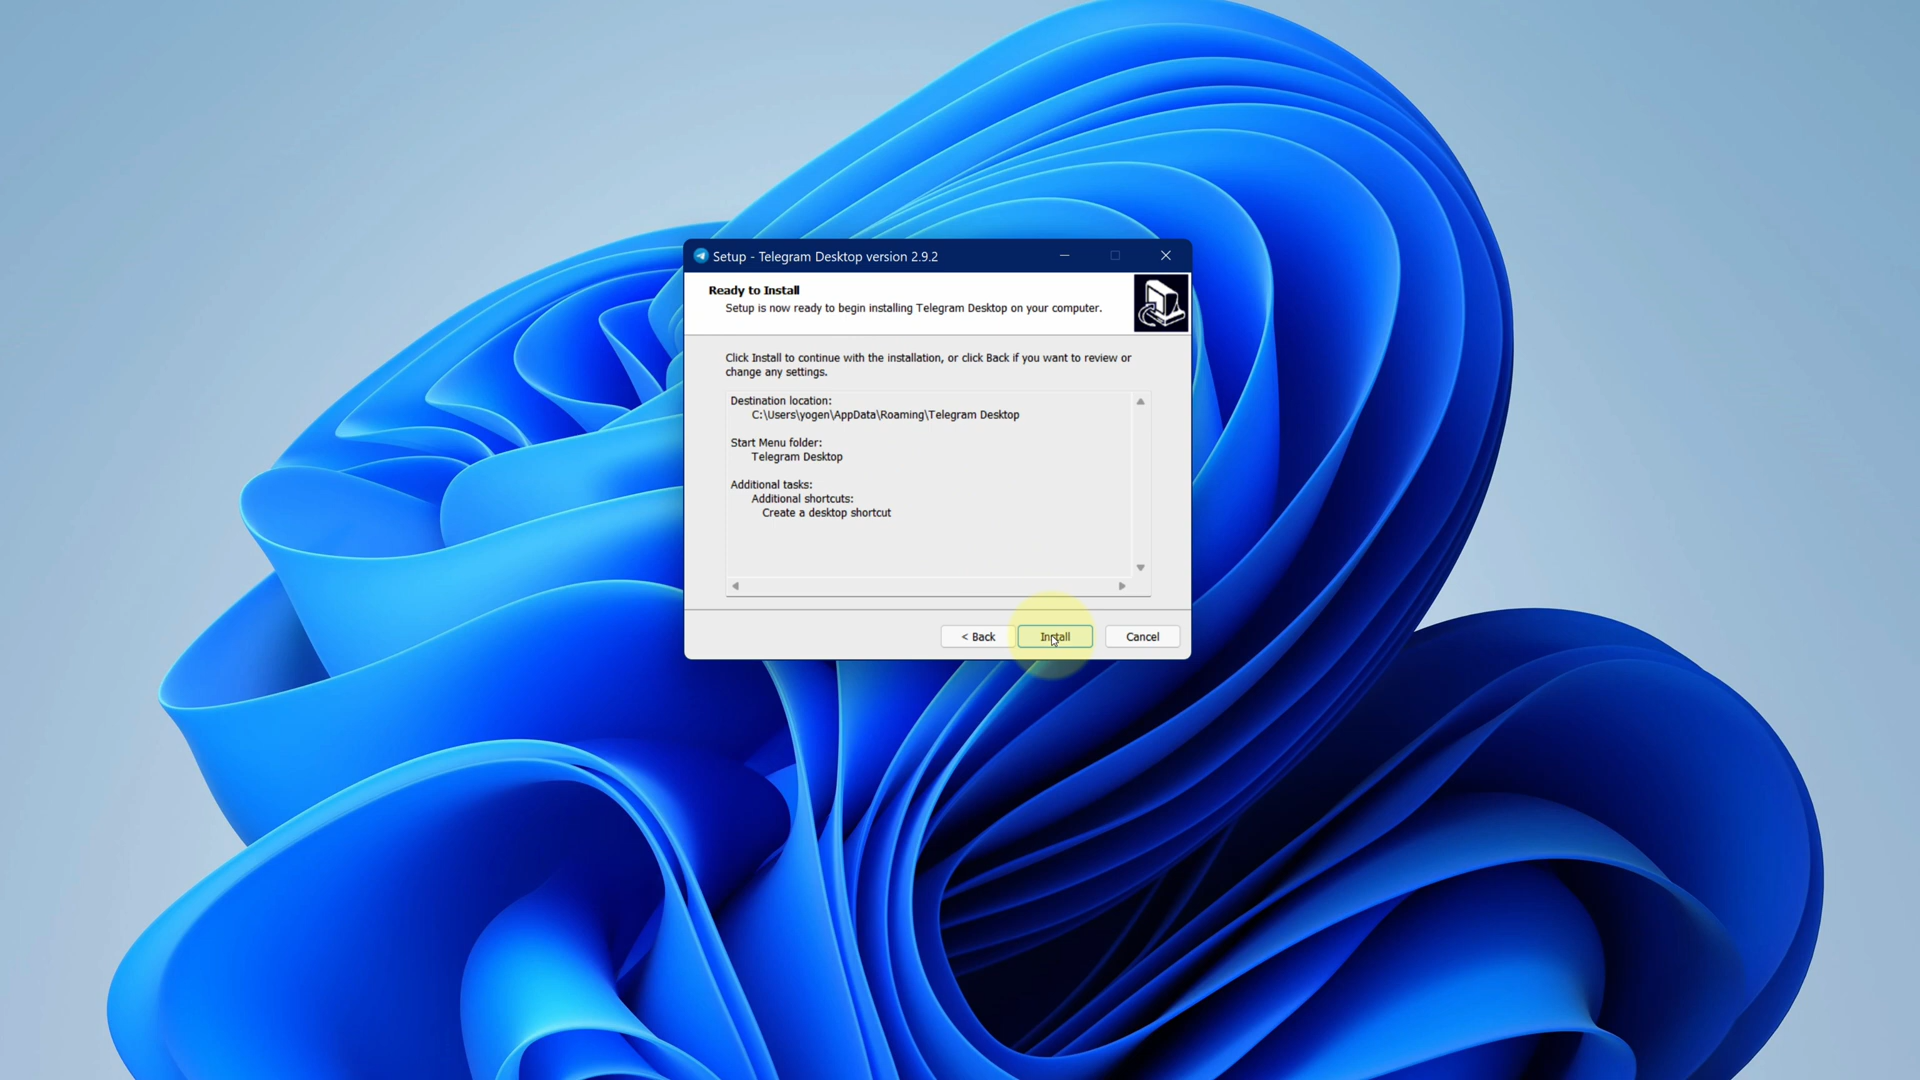 Setup - Telegram Desktop version 2.9.2
Ready to Install
Setup is now ready to begin installing Telegram Desktop on your computer.
Click Install to continue with the installation, or click Back if you want to review or
change any settings.
Destination location:
C:\Users\yogen\AppData\Roaming\Telegram Desktop
Start Menu folder:
Telegram Desktop
Additional tasks:
Additional shortcuts:
Create a desktop shortcut
< Back
Install
Cancel